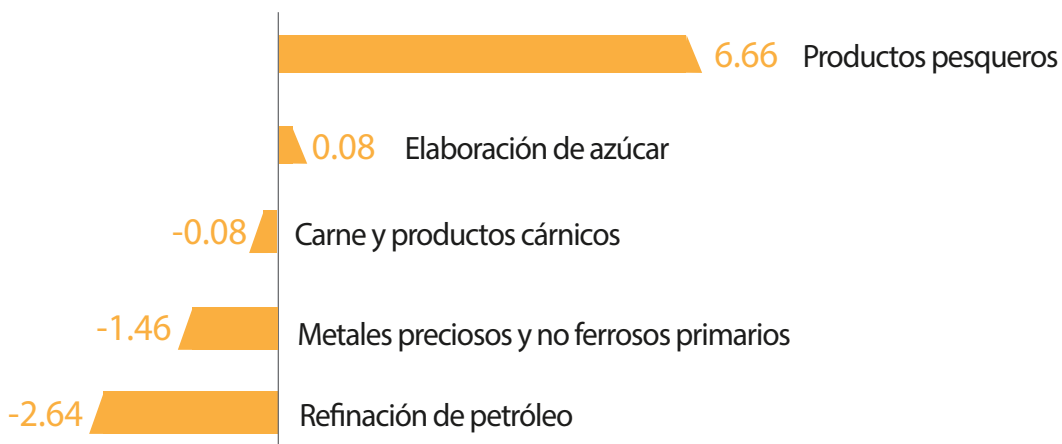 6.66 Productos pesqueros
0.08 Elaboración de azúcar
-0.08 Carne y productos cárnicos
-1.46 Metales preciosos y no ferrosos primarios
-2.64 Refinación de petróleo